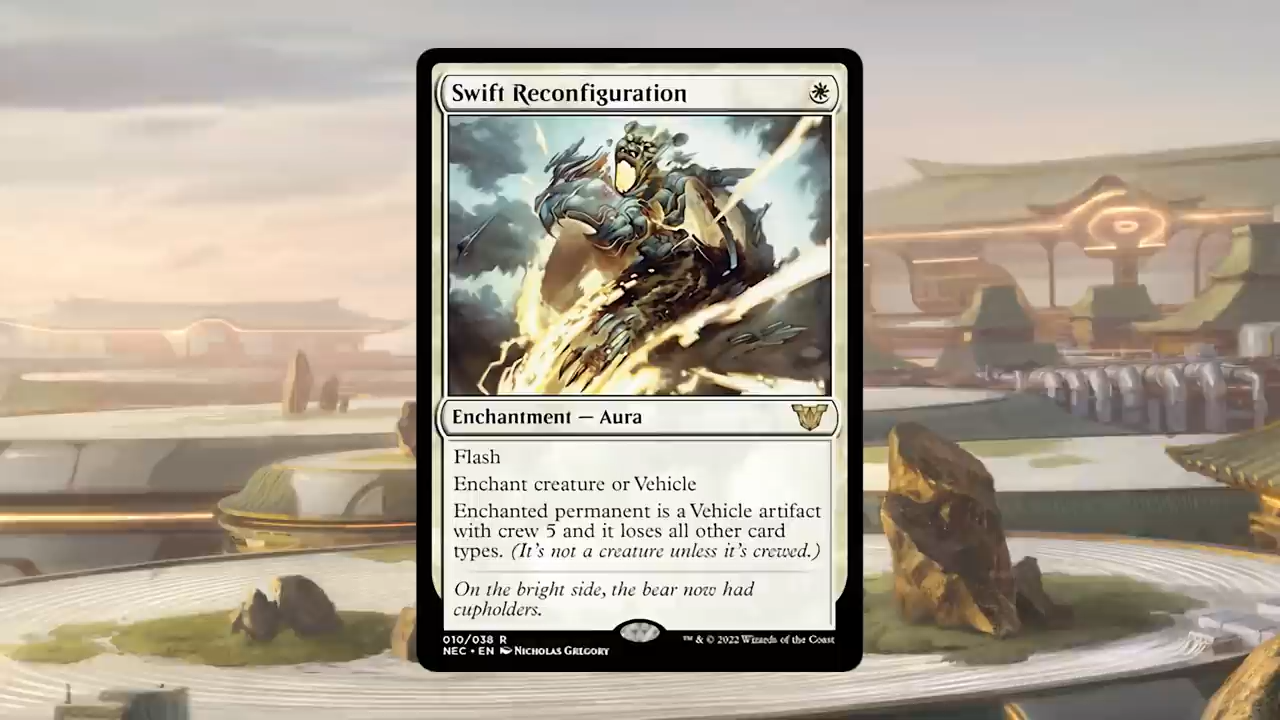 Swift Reconfiguration
Enchantment — Aura
Flash
Enchant creature or Vehicle
Enchanted permanent is a Vehicle artifact
with crew 5 and it loses all other card
types. (It's not a creature unless it's crewed.)
On the bright side, the bear now had
cupholders.
010/038 R
™ & © 2022 Wizards of the Coast
NEC • EN Nicholas Gregory